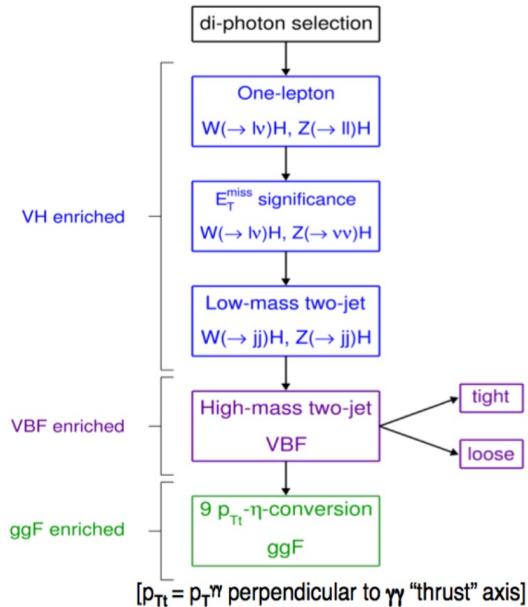 di-photon selection
One-lepton
W(→ lν)H, Z(→ ll)H
VH enriched
E_T^miss significance
W(→ lν)H, Z(→ νν)H
Low-mass two-jet
W(→ jj)H, Z(→ jj)H
VBF enriched
High-mass two-jet
VBF
tight
loose
ggF enriched
9 p_Tt-η-conversion
ggF
[p_Tt = p_T^γγ perpendicular to γγ “thrust” axis]